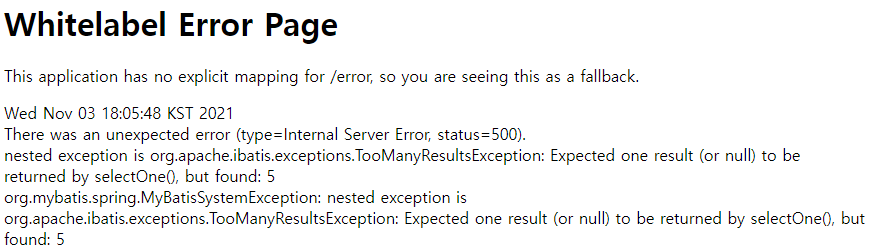 Whitelabel Error Page
This application has no explicit mapping for /error, so you are seeing this as a fallback.
Wed Nov 03 18:05:48 KST 2021
There was an unexpected error (type=Internal Server Error, status=500).
nested exception is org.apache.ibatis.exceptions.TooManyResultsException: Expected one result (or null) to be
returned by selectOne(), but found: 5
org.mybatis.spring.MyBatisSystemException: nested exception is
org.apache.ibatis.exceptions.TooManyResultsException: Expected one result (or null) to be returned by selectOne(), but
found: 5